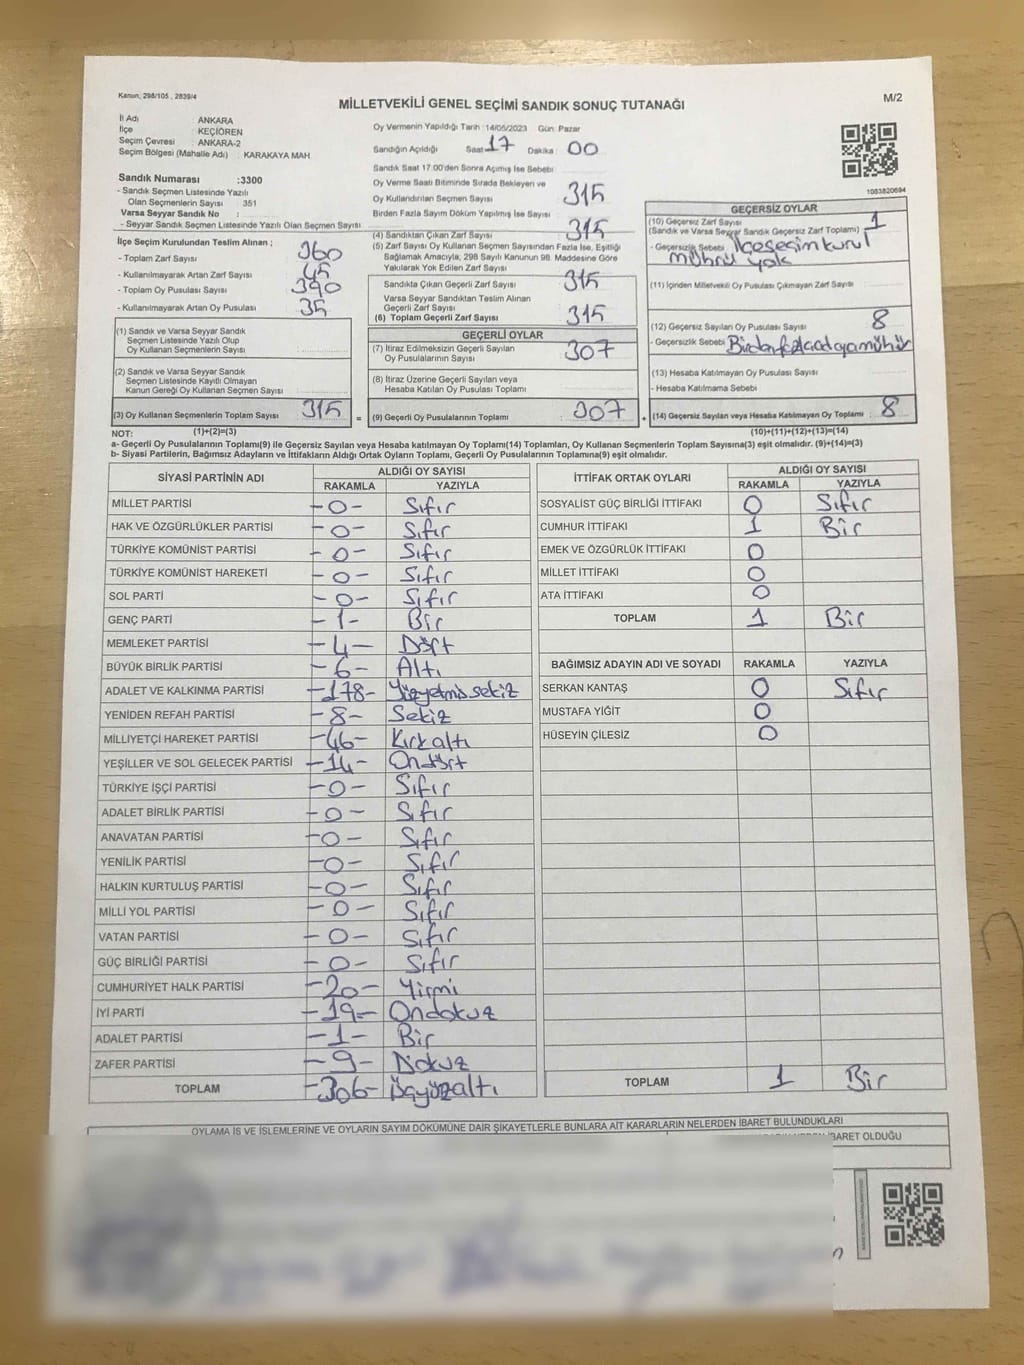 Kanun, 298/105 , 2839/4
M/2
MİLLETVEKİLİ GENEL SEÇİMİ SANDIK SONUÇ TUTANAĞI
İl Adı : ANKARA
İlçe : KEÇİÖREN
Seçim Çevresi : ANKARA-2
Seçim Bölgesi (Mahalle Adı) : KARAKAYA MAH
Sandık Numarası :3300
- Sandık Seçmen Listesinde Yazılı
Olan Seçmenlerin Sayısı 351
Varsa Seyyar Sandık No :
- Seyyar Sandık Seçmen Listesinde Yazılı Olan Seçmen Sayısı
İlçe Seçim Kurulundan Teslim Alınan ;
- Toplam Zarf Sayısı 360
- Kullanılmayarak Artan Zarf Sayısı 45
- Toplam Oy Pusulası Sayısı 390
- Kullanılmayarak Artan Oy Pusulası 35
(1) Sandık ve Varsa Seyyar Sandık
Seçmen Listesinde Yazılı Olup
Oy Kullanan Seçmenlerin Sayısı
(2) Sandık ve Varsa Seyyar Sandık
Seçmen Listesinde Kayıtlı Olmayan
Kanun Gereği Oy Kullanan Seçmen Sayısı
(3) Oy Kullanan Seçmenlerin Toplam Sayısı 315 =
(1)+(2)=(3)
Oy Vermenin Yapıldığı Tarih :14/05/2023 Gün: Pazar
Sandığın Açıldığı Saat : 17 Dakika : 00
Sandık Saat 17:00'den Sonra Açımış İse Sebebi
Oy Verme Saati Bitiminde Sırada Bekleyen ve
Oy Kullandırılan Seçmen Sayısı 315
Birden Fazla Sayım Döküm Yapılmış İse Sayısı
(4) Sandıktan Çıkan Zarf Sayısı 315
(5) Zarf Sayısı Oy Kullanan Seçmen Sayısından Fazla İse, Eşitliği
Sağlamak Amacıyla, 298 Sayılı Kanunun 98. Maddesine Göre
Yakılarak Yok Edilen Zarf Sayısı
Sandıkta Çıkan Geçerli Zarf Sayısı 315
Varsa Seyyar Sandıktan Teslim Alınan
Geçerli Zarf Sayısı
(6) Toplam Geçerli Zarf Sayısı 315
GEÇERLİ OYLAR
(7) İtiraz Edilmeksizin Geçerli Sayılan
Oy Pusulalarının Sayısı 307
(8) İtiraz Üzerine Geçerli Sayılan veya
Hesaba Katılan Oy Pusulası Toplamı
(9) Geçerli Oy Pusulalarının Toplamı : 307 +
1083820694
GEÇERSİZ OYLAR
(10) Geçersiz Zarf Sayısı 1
(Sandık ve Varsa Seyyar Sandık Geçersiz Zarf Toplamı)
- Geçersizlik Sebebi : İlçeseçimkurul
mührü yok
(11) İçinden Milletvekili Oy Pusulası Çıkmayan Zarf Sayısı
(12) Geçersiz Sayılan Oy Pusulası Sayısı 8
- Geçersizlik Sebebi : Birden fazla adaya mühür
(13) Hesaba Katılmayan Oy Pusulası Sayısı
- Hesaba Katılmama Sebebi
(14) Geçersiz Sayılan veya Hesaba Katılmayan Oy Toplamı : 8
(10)+(11)+(12)+(13)=(14)
NOT:
a- Geçerli Oy Pusulalarının Toplamı(9) ile Geçersiz Sayılan veya Hesaba katılmayan Oy Toplamı(14) Toplamları, Oy Kullanan Seçmenlerin Toplam Sayısına(3) eşit olmalıdır. (9)+(14)=(3)
b- Siyasi Partilerin, Bağımsız Adayların ve İttifakların Aldığı Ortak Oyların Toplamı, Geçerli Oy Pusulalarının Toplamına(9) eşit olmalıdır.
SİYASİ PARTİNİN ADI ALDIĞI OY SAYISI
RAKAMLA YAZIYLA
MİLLET PARTİSİ -0- Sıfır
HAK VE ÖZGÜRLÜKLER PARTİSİ -0- Sıfır
TÜRKİYE KOMÜNİST PARTİSİ -0- Sıfır
TÜRKİYE KOMÜNİST HAREKETİ -0- Sıfır
SOL PARTİ -0- Sıfır
GENÇ PARTİ -1- Bir
MEMLEKET PARTİSİ -4- Dört
BÜYÜK BİRLİK PARTİSİ -6- Altı
ADALET VE KALKINMA PARTİSİ -178- Yüzyetmişsekiz
YENİDEN REFAH PARTİSİ -8- Sekiz
MİLLİYETÇİ HAREKET PARTİSİ -46- Kırkaltı
YEŞİLLER VE SOL GELECEK PARTİSİ -14- Ondört
TÜRKİYE İŞÇİ PARTİSİ -0- Sıfır
ADALET BİRLİK PARTİSİ -0- Sıfır
ANAVATAN PARTİSİ -0- Sıfır
YENİLİK PARTİSİ -0- Sıfır
HALKIN KURTULUŞ PARTİSİ -0- Sıfır
MİLLİ YOL PARTİSİ -0- Sıfır
VATAN PARTİSİ -0- Sıfır
GÜÇ BİRLİĞİ PARTİSİ -0- Sıfır
CUMHURİYET HALK PARTİSİ -20- Yirmi
İYİ PARTİ -19- Ondokuz
ADALET PARTİSİ -1- Bir
ZAFER PARTİSİ -9- Dokuz
TOPLAM -306- Üçyüzaltı
İTTİFAK ORTAK OYLARI ALDIĞI OY SAYISI
RAKAMLA YAZIYLA
SOSYALİST GÜÇ BİRLİĞİ İTTİFAKI 0 Sıfır
CUMHUR İTTİFAKI 1 Bir
EMEK VE ÖZGÜRLÜK İTTİFAKI 0
MİLLET İTTİFAKI 0
ATA İTTİFAKI 0
TOPLAM 1 Bir
BAĞIMSIZ ADAYIN ADI VE SOYADI RAKAMLA YAZIYLA
SERKAN KANTAŞ 0 Sıfır
MUSTAFA YİĞİT 0
HÜSEYİN ÇİLESİZ 0
TOPLAM 1 Bir
OYLAMA İŞ VE İŞLEMLERİNE VE OYLARIN SAYIM DÖKÜMÜNE DAİR ŞİKAYETLERLE BUNLARA AİT KARARLARIN NELERDEN İBARET BULUNDUKLARI
İBARET OLDUĞU